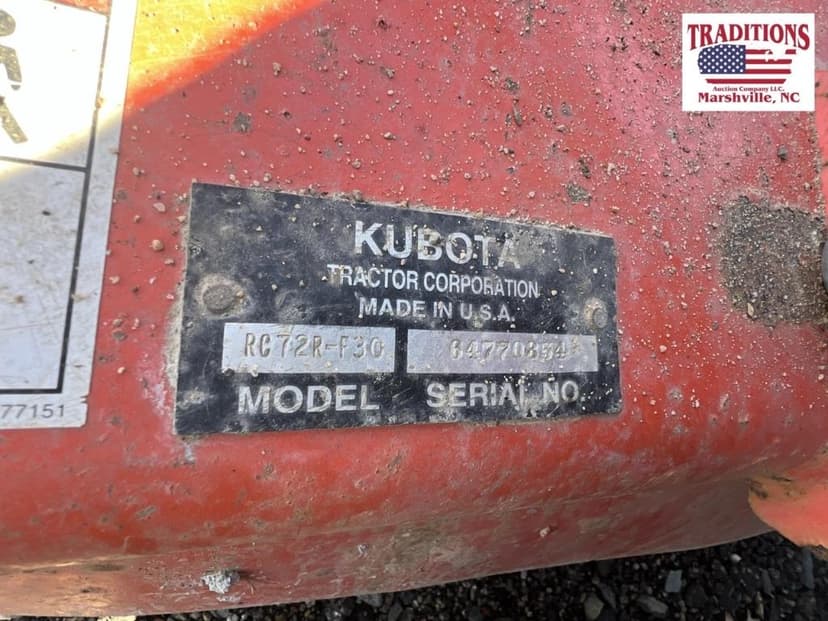 TRADITIONS
Auction Company LLC.
Marshville, NC
KUBOTA
TRACTOR CORPORATION
MADE IN U.S.A.
RC72R-F30
MODEL SERIAL NO.
77151